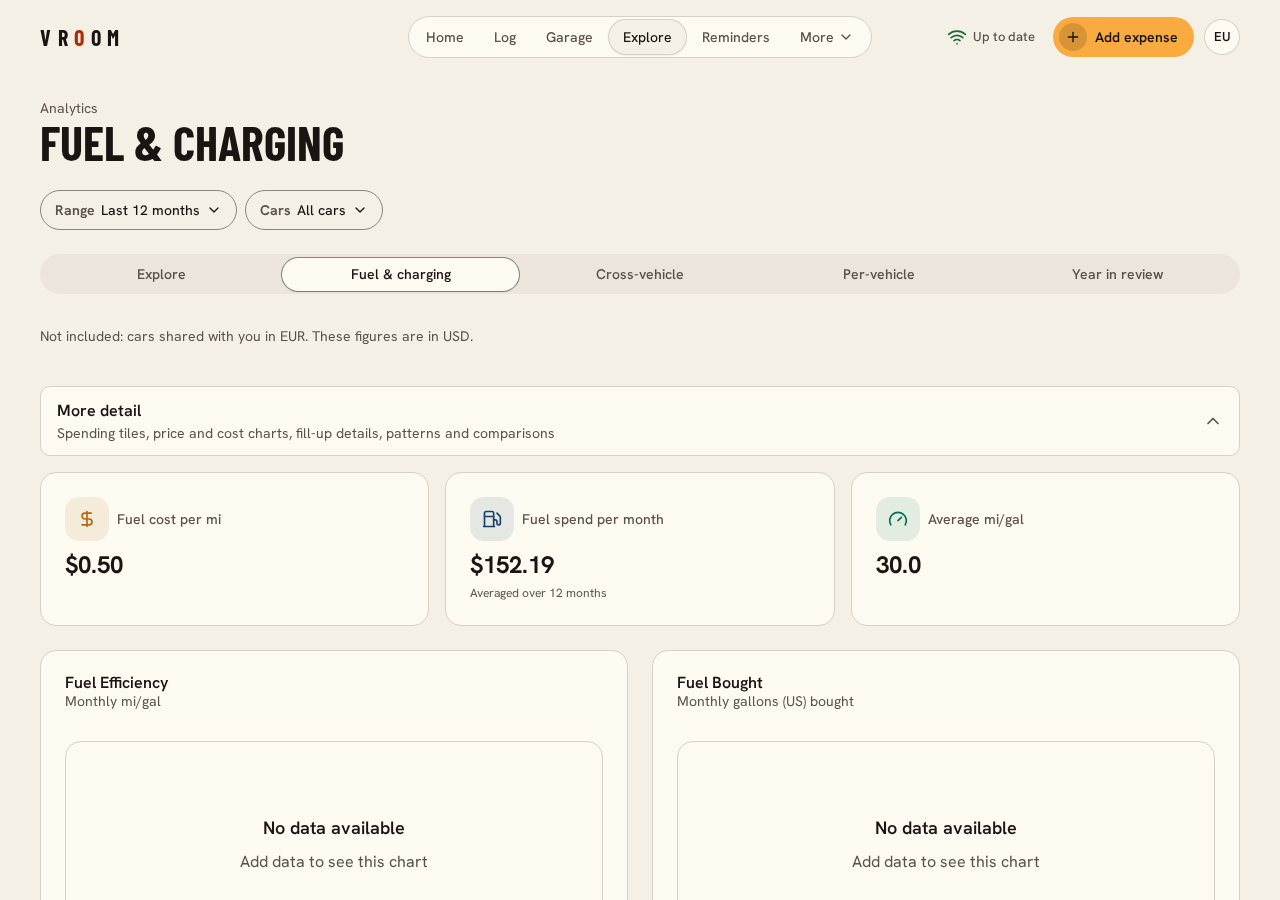 VROOM
Home
Log
Garage
Explore
Reminders
More
Up to date
Add expense
EU
Analytics
FUEL & CHARGING
Range Last 12 months
Cars All cars
Explore
Fuel & charging
Cross-vehicle
Per-vehicle
Year in review
Not included: cars shared with you in EUR. These figures are in USD.
More detail
Spending tiles, price and cost charts, fill-up details, patterns and comparisons
Fuel cost per mi
$0.50
Fuel spend per month
$152.19
Averaged over 12 months
Average mi/gal
30.0
Fuel Efficiency
Monthly mi/gal
No data available
Add data to see this chart
Fuel Bought
Monthly gallons (US) bought
No data available
Add data to see this chart